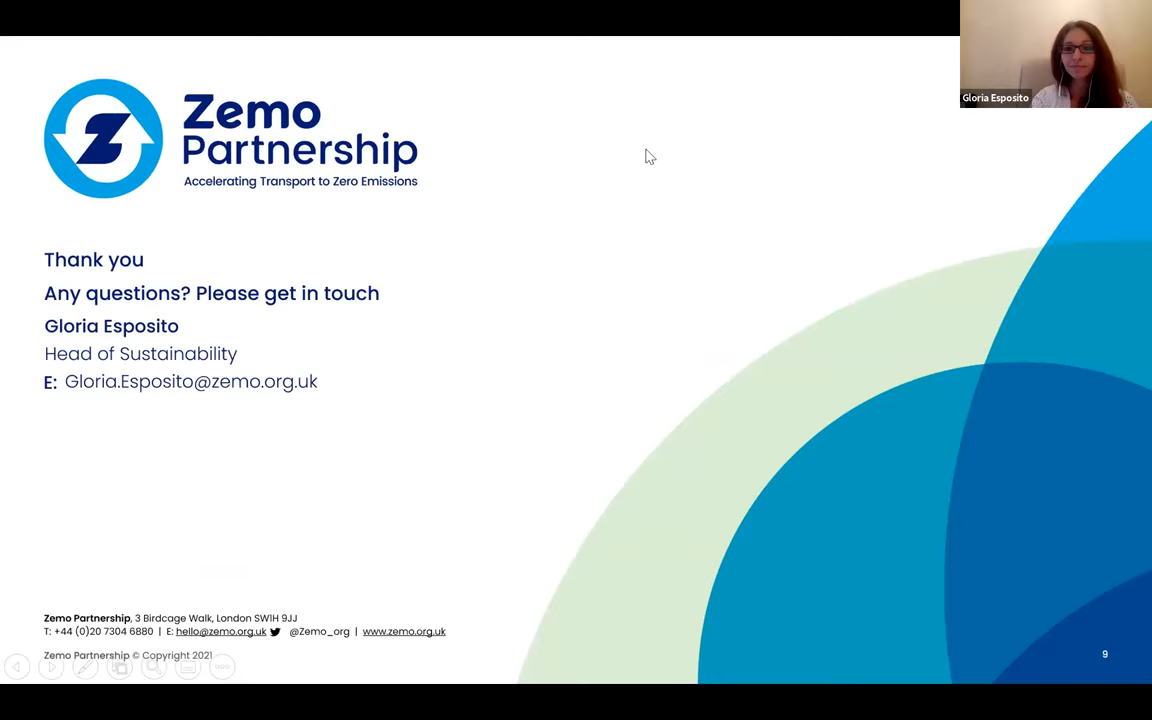 Gloria Esposito
Zemo
Partnership
Accelerating Transport to Zero Emissions
Thank you
Any questions? Please get in touch
Gloria Esposito
Head of Sustainability
E: Gloria.Esposito@zemo.org.uk
Zemo Partnership, 3 Birdcage Walk, London SW1H 9JJ
T: +44 (0)20 7304 6880 | E: hello@zemo.org.uk @Zemo_org | www.zemo.org.uk
Zemo Partnership © Copyright 2021
9